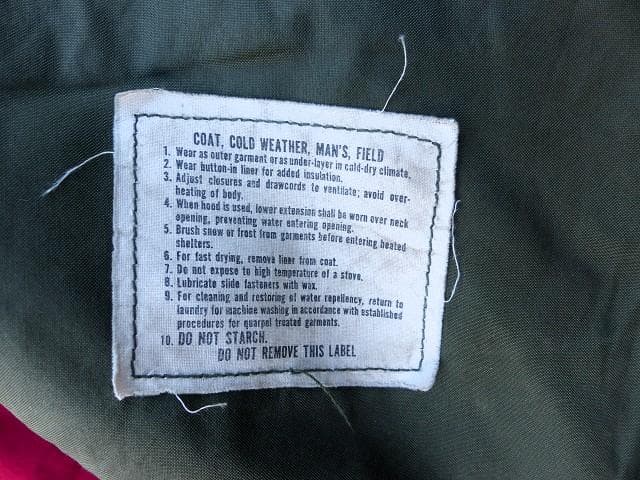 COAT, COLD WEATHER, MAN'S, FIELD
1. Wear as outer garment or as under-layer in cold-dry climate.
2. Wear button-in liner for added insulation.
3. Adjust closures and drawcords to ventilate; avoid over-
heating of body.
4. When hood is used, lower extension shall be worn over neck
opening, preventing water entering opening.
5. Brush snow or frost from garments before entering heated
shelters.
6. For fast drying, remove liner from coat.
7. Do not expose to high temperature of a stove.
8. Lubricate slide fasteners with wax.
9. For cleaning and restoring of water repellency, return to
laundry for machine washing in accordance with established
procedures for quarpel treated garments.
10. DO NOT STARCH.
DO NOT REMOVE THIS LABEL